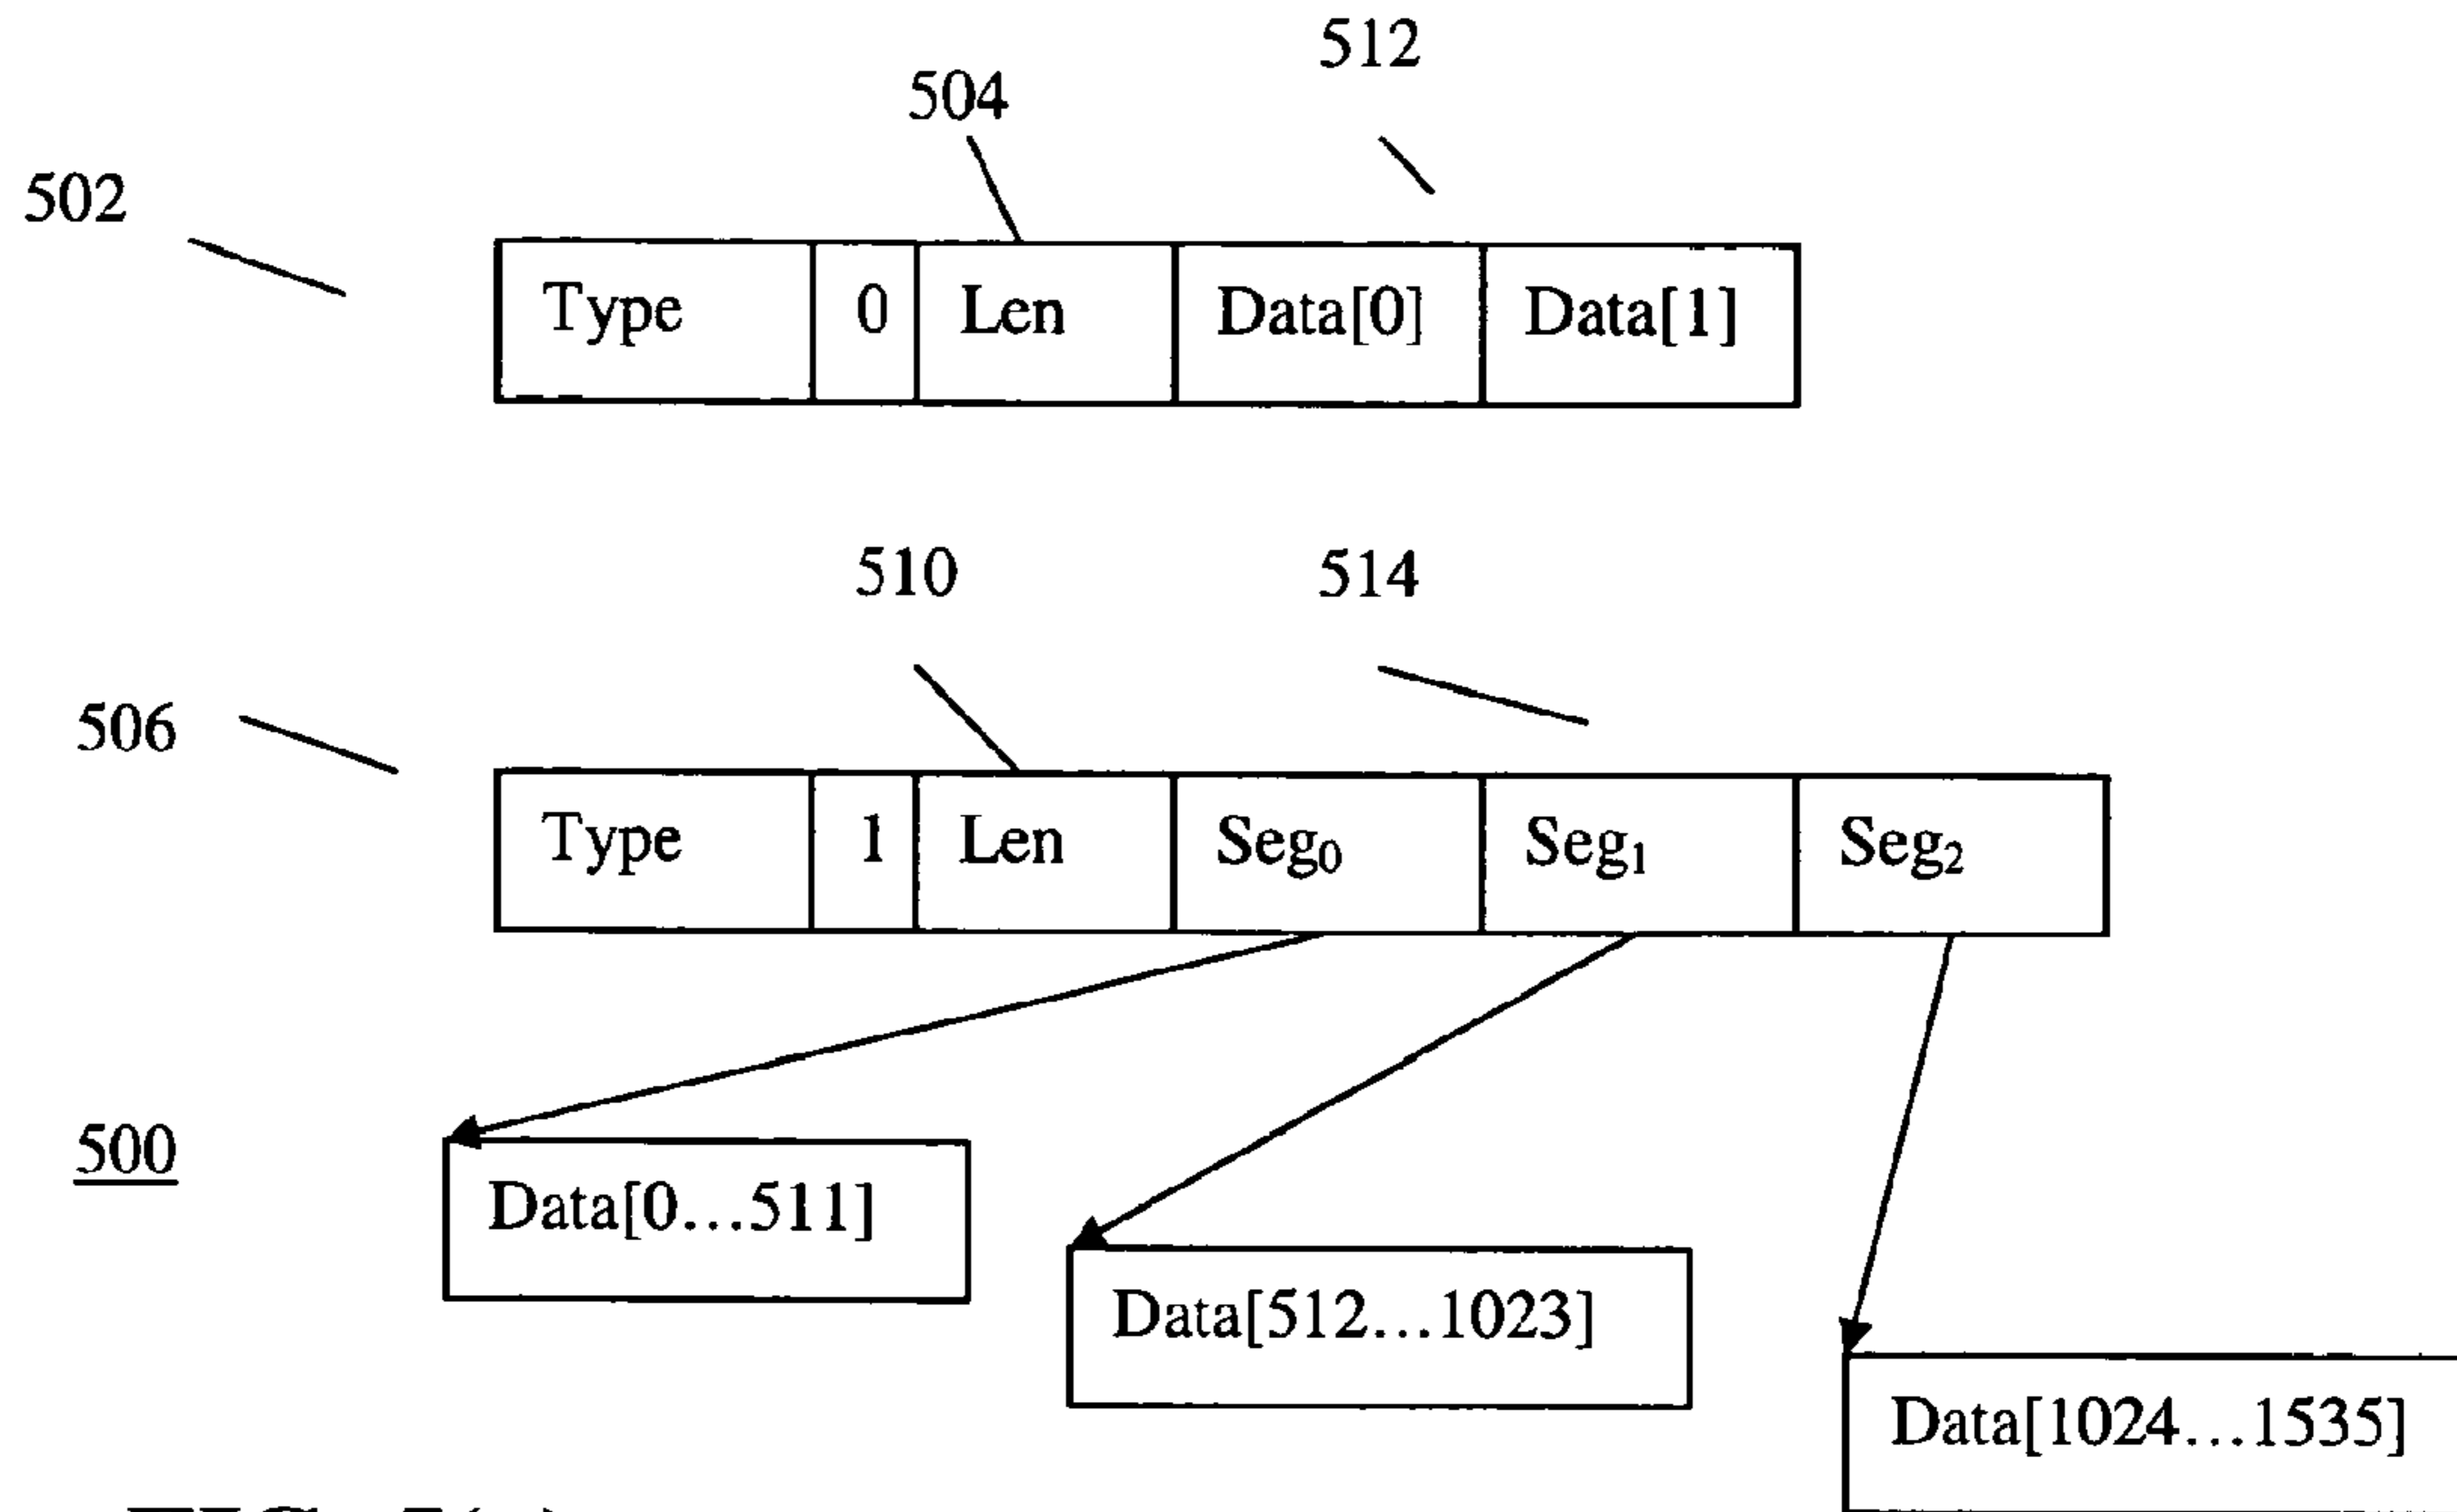 512
504
502
Type 0 Len Data[0] Data[1]
510 514
506
Type 1 Len Seg0 Seg1 Seg2
500
Data[0...511]
Data[512...1023]
Data[1024...1535]